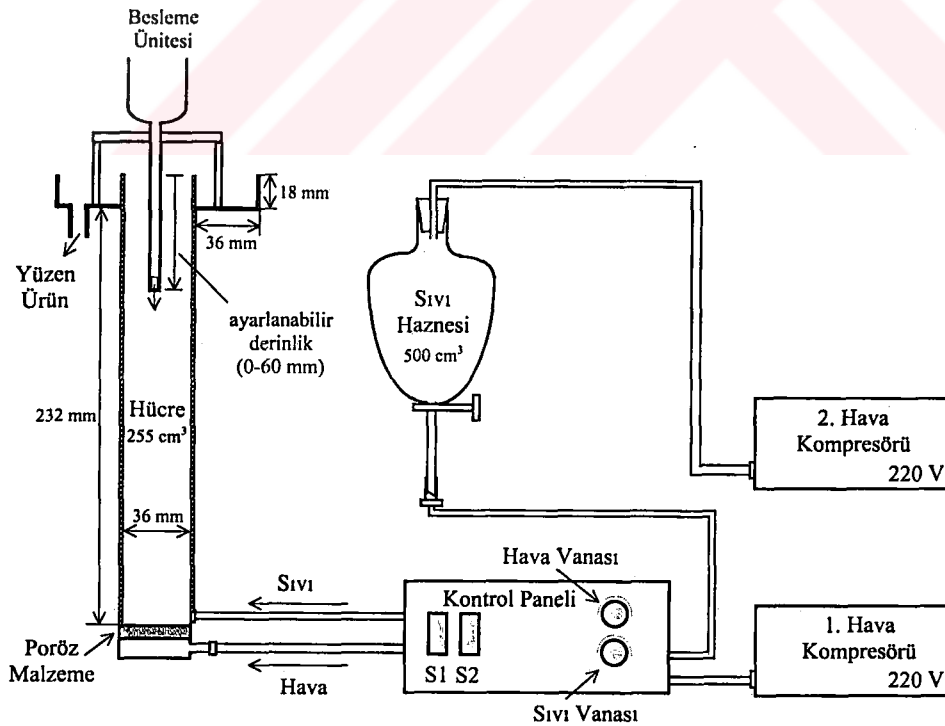 Besleme
Ünitesi
18 mm
36 mm
Yüzen
Ürün
ayarlanabilir
derinlik
(0-60 mm)
Sıvı
Haznesi
500 cm³
232 mm
Hücre
255 cm³
2. Hava
Kompresörü
220 V
36 mm
Hava Vanası
Sıvı
Kontrol Paneli
S1 S2
Poröz
Malzeme
Hava
Sıvı Vanası
1. Hava
Kompresörü
220 V